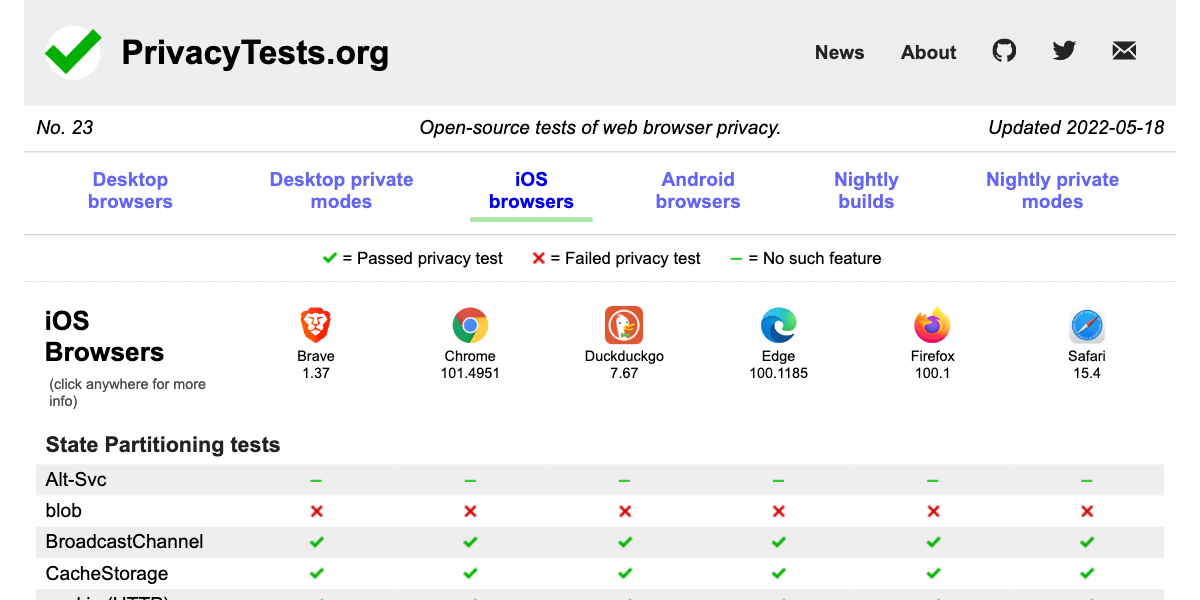 PrivacyTests.org
News About
No. 23 Open-source tests of web browser privacy. Updated 2022-05-18
Desktop browsers
Desktop private modes
iOS browsers
Android browsers
Nightly builds
Nightly private modes
= Passed privacy test = Failed privacy test = No such feature
iOS Browsers
(click anywhere for more info)
Brave 1.37
Chrome 101.4951
Duckduckgo 7.67
Edge 100.1185
Firefox 100.1
Safari 15.4
State Partitioning tests
Alt-Svc
blob
BroadcastChannel
CacheStorage